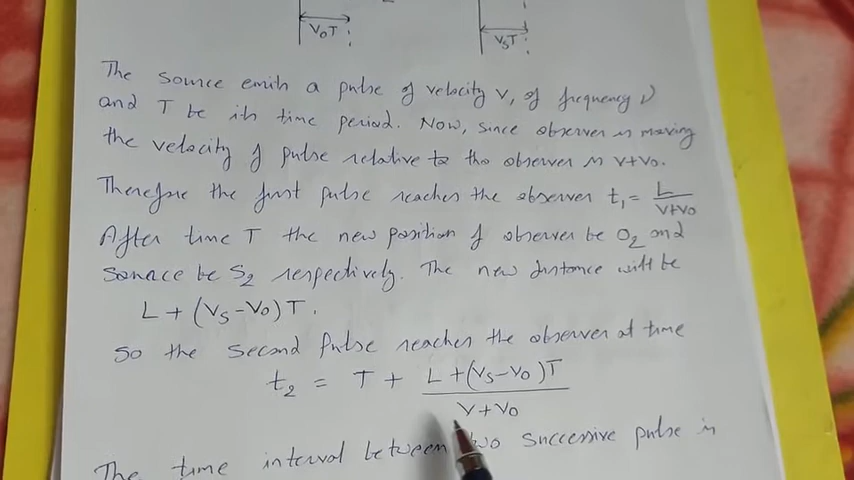 V₀T
VₛT
The source emits a pulse of velocity v, of frequency ν
and T be its time period. Now, since observer is moving
the velocity of pulse relative to the observer is v+v₀.
Therefore the first pulse reaches the observer t₁ = L/(v+v₀)
After time T the new position of observer be O₂ and
source be S₂ respectively. The new distance will be
L + (Vₛ-V₀)T.
so the second pulse reaches the observer at time
t₂ = T + (L+(Vₛ-V₀)T)/(v+v₀)
The time interval between two successive pulse is